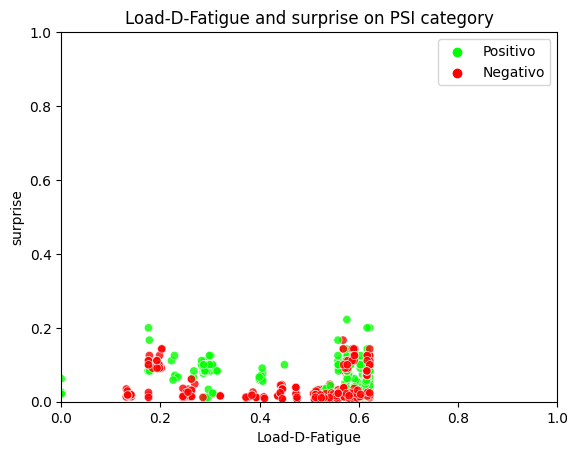 Load-D-Fatigue and surprise on PSI category
1.0
0.8
0.6
0.4
0.2
0.0
surprise
Positivo
Negativo
0.0 0.2 0.4 0.6 0.8 1.0
Load-D-Fatigue